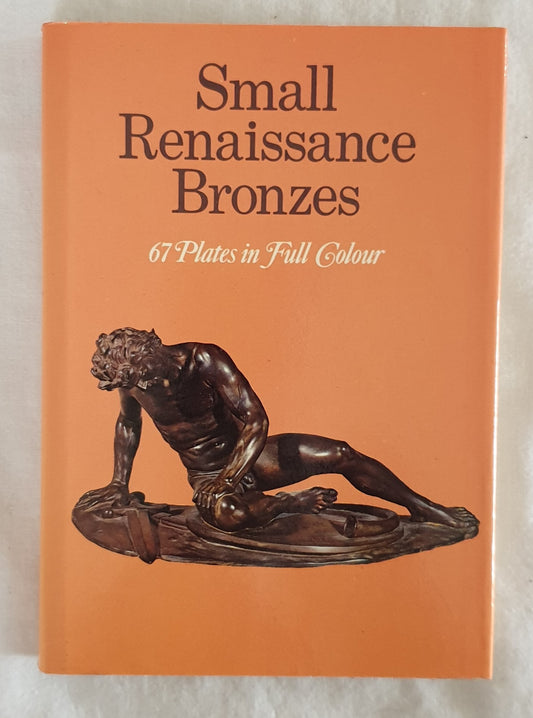 Small
Renaissance
Bronzes
67 Plates in Full Colour